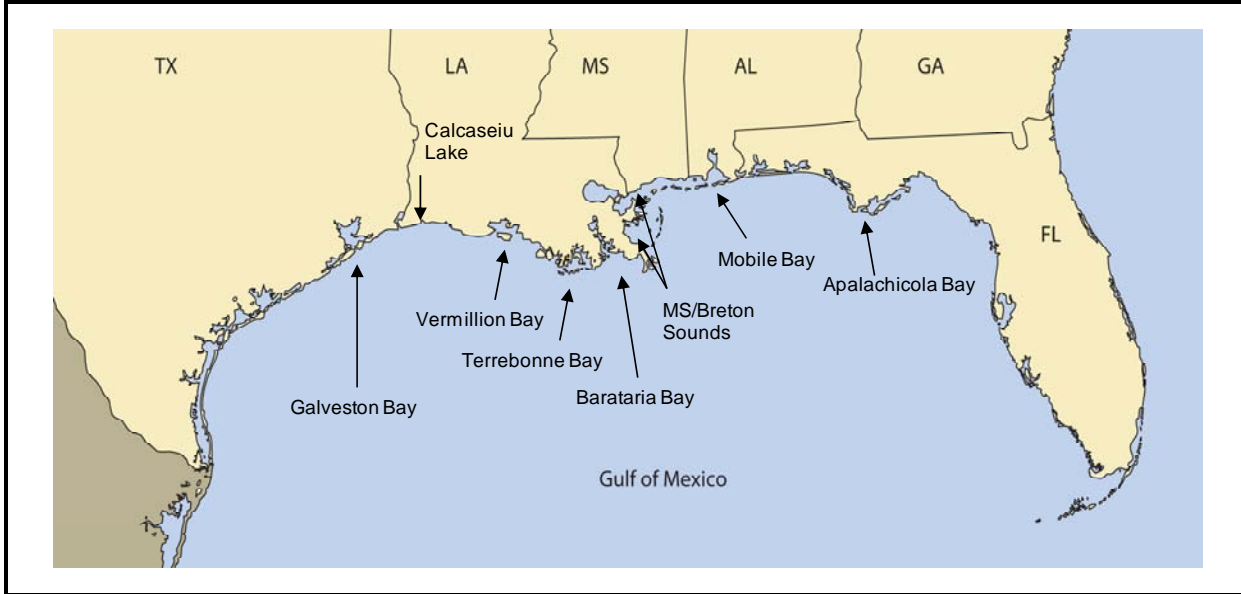 TX
LA
MS
AL
GA
Calcaseiu
Lake
FL
Mobile Bay
Apalachicola Bay
Vermillion Bay
MS/Breton
Sounds
Terrebonne Bay
Barataria Bay
Galveston Bay
Gulf of Mexico